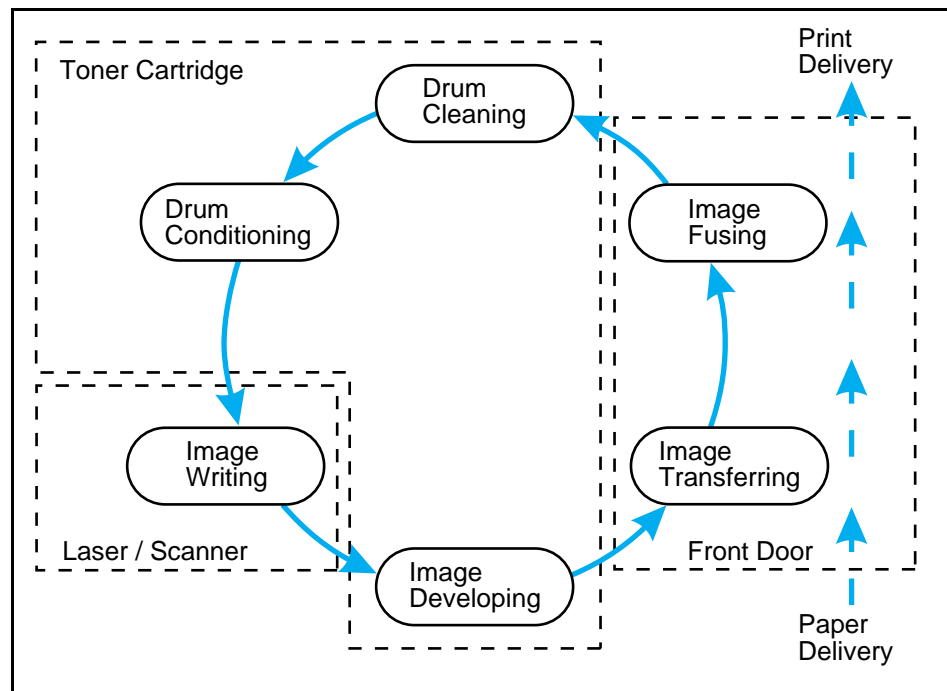 Toner Cartridge
Drum
Cleaning
Print
Delivery
Drum
Conditioning
Image
Fusing
Image
Writing
Image
Transferring
Laser / Scanner
Front Door
Image
Developing
Paper
Delivery